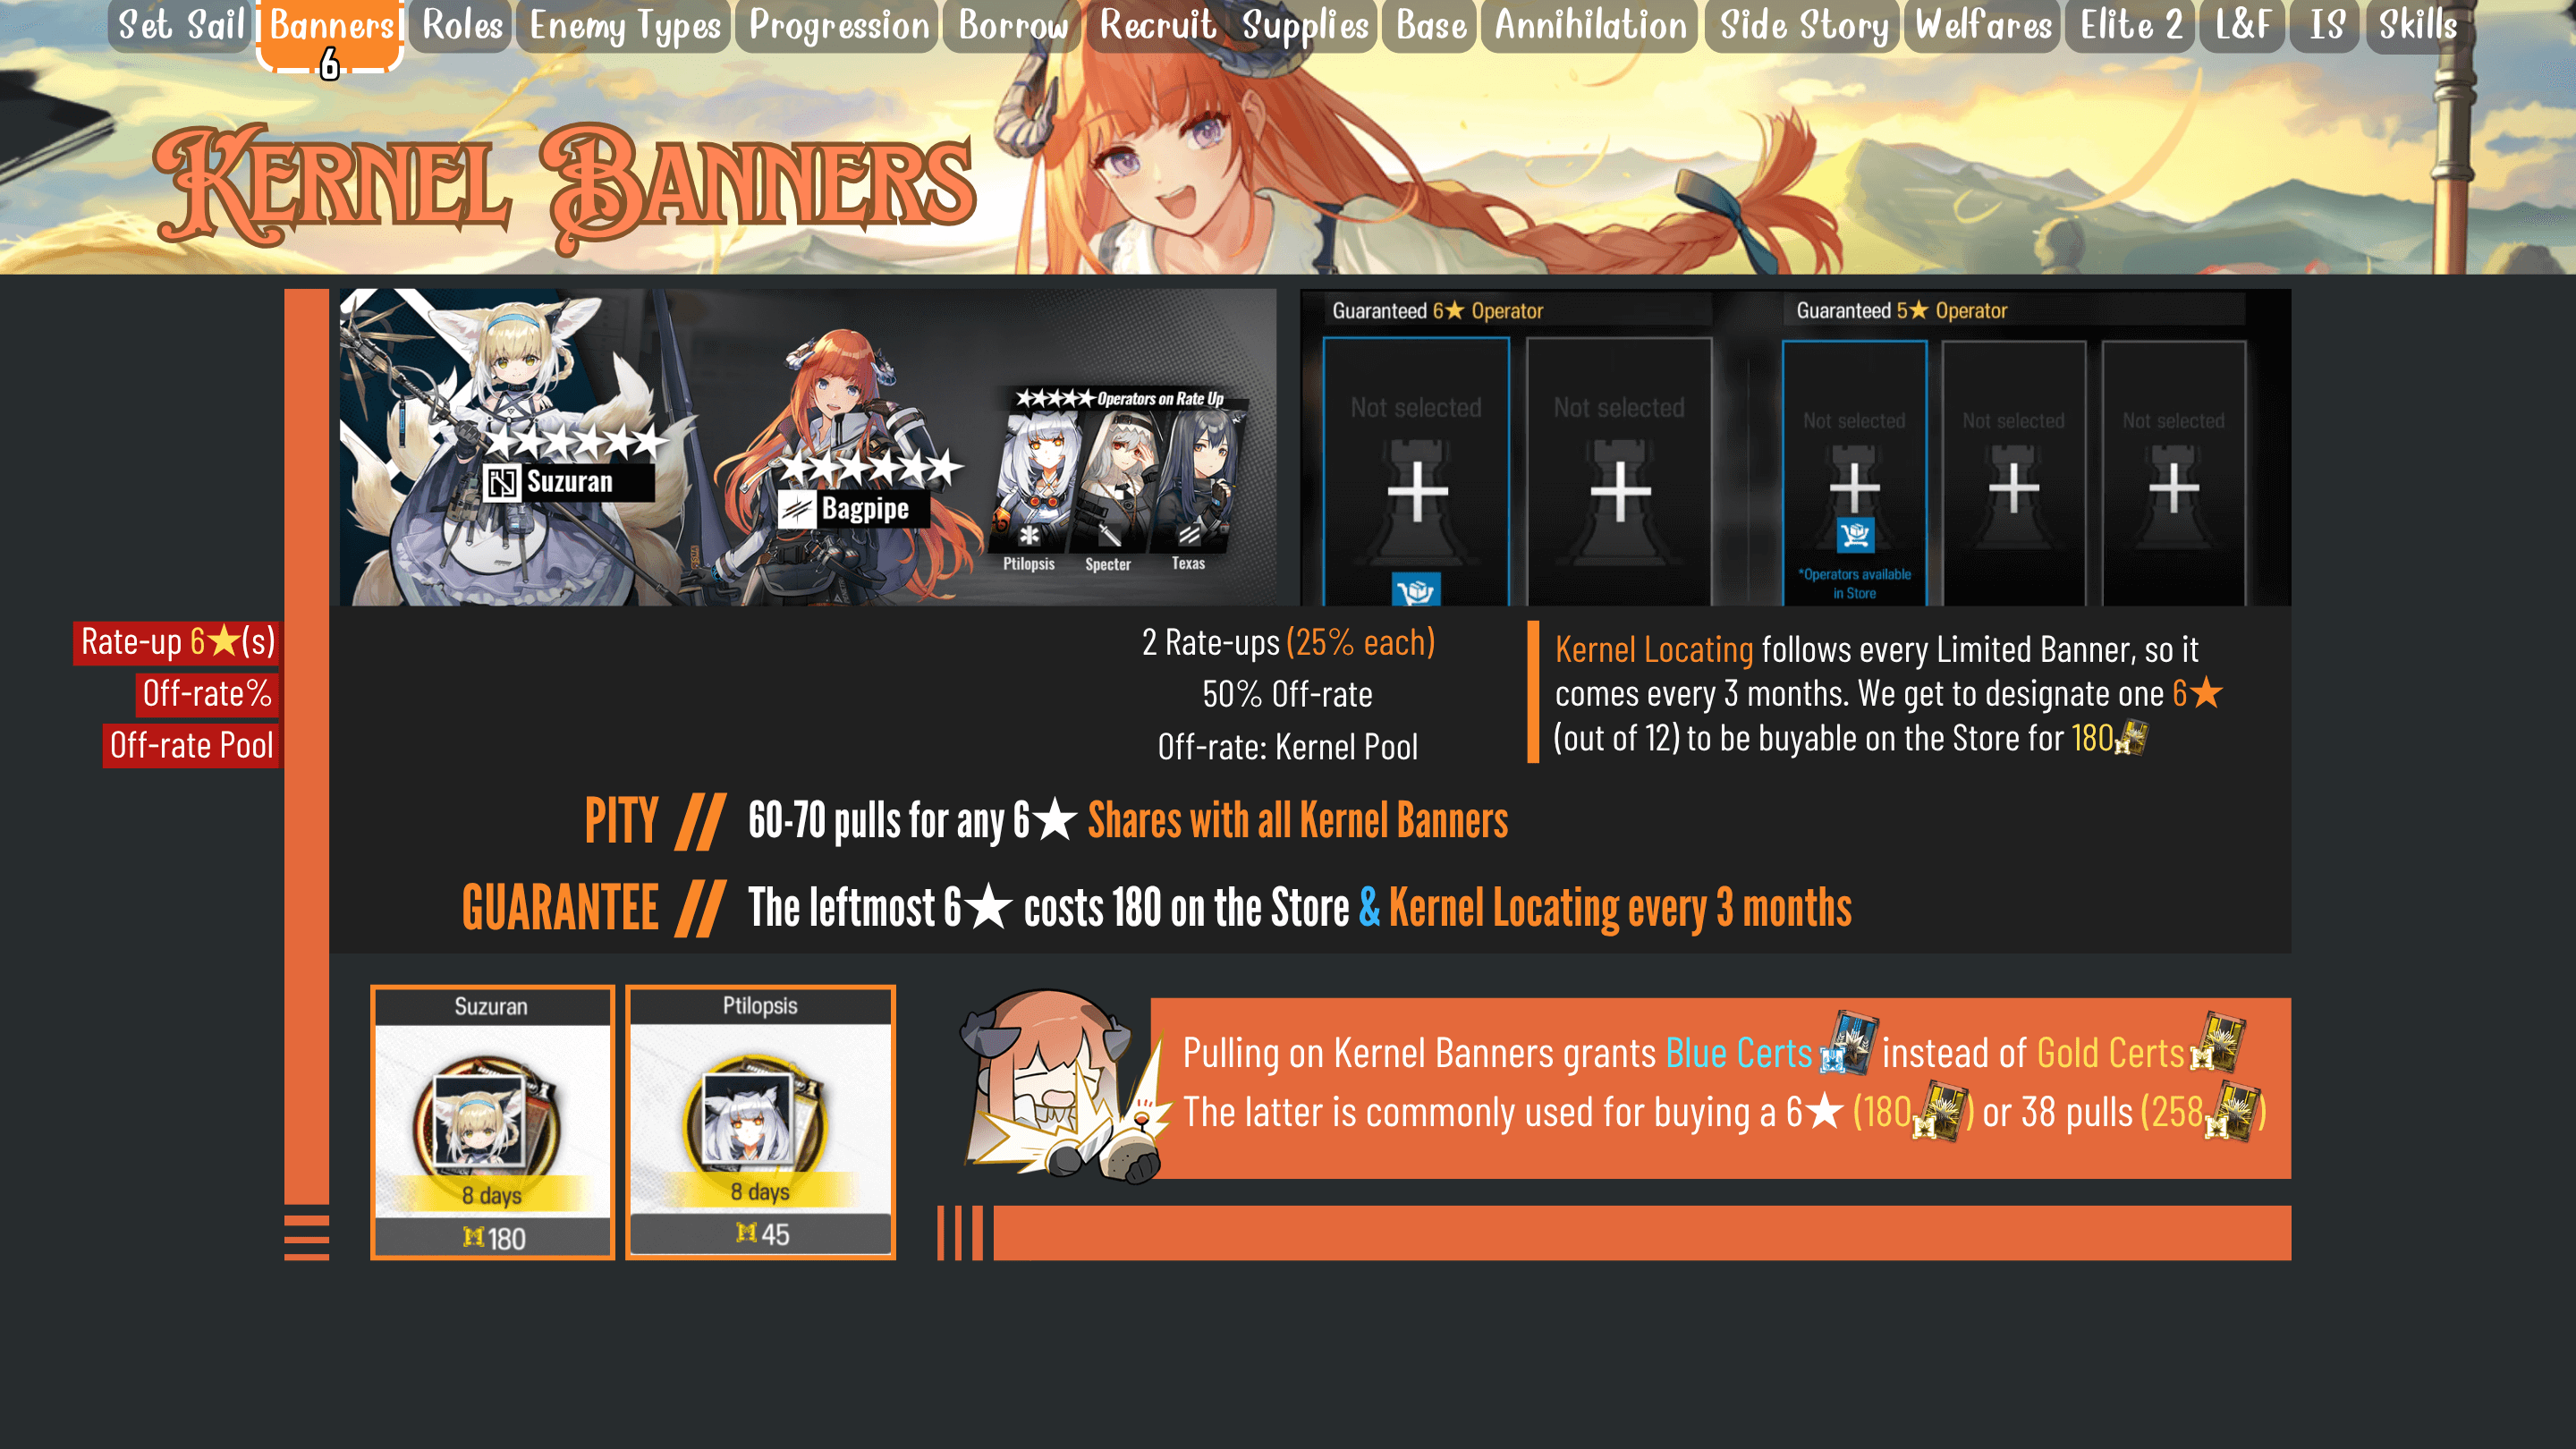 Set Sail
Banners
6
Roles
Enemy Types
Progression
Borrow
Recruit
Supplies
Base
Annihilation
Side Story
Welfares
Elite 2
L&F
IS
Skills
KERNEL BANNERS
★★★★★★
Suzuran
★★★★★★
Bagpipe
★★★★★Operators on Rate Up
Ptilopsis
Specter
Texas
Guaranteed 6★ Operator
Not selected
Not selected
Guaranteed 5★ Operator
Not selected
Not selected
Not selected
*Operators available
in Store
Rate-up 6★(s)
Off-rate%
Off-rate Pool
2 Rate-ups (25% each)
50% Off-rate
Off-rate: Kernel Pool
Kernel Locating follows every Limited Banner, so it
comes every 3 months. We get to designate one 6★
(out of 12) to be buyable on the Store for 180
PITY // 60-70 pulls for any 6★ Shares with all Kernel Banners
GUARANTEE // The leftmost 6★ costs 180 on the Store & Kernel Locating every 3 months
Suzuran
8 days
180
Ptilopsis
8 days
45
Pulling on Kernel Banners grants Blue Certs instead of Gold Certs
The latter is commonly used for buying a 6★ (180) or 38 pulls (258)